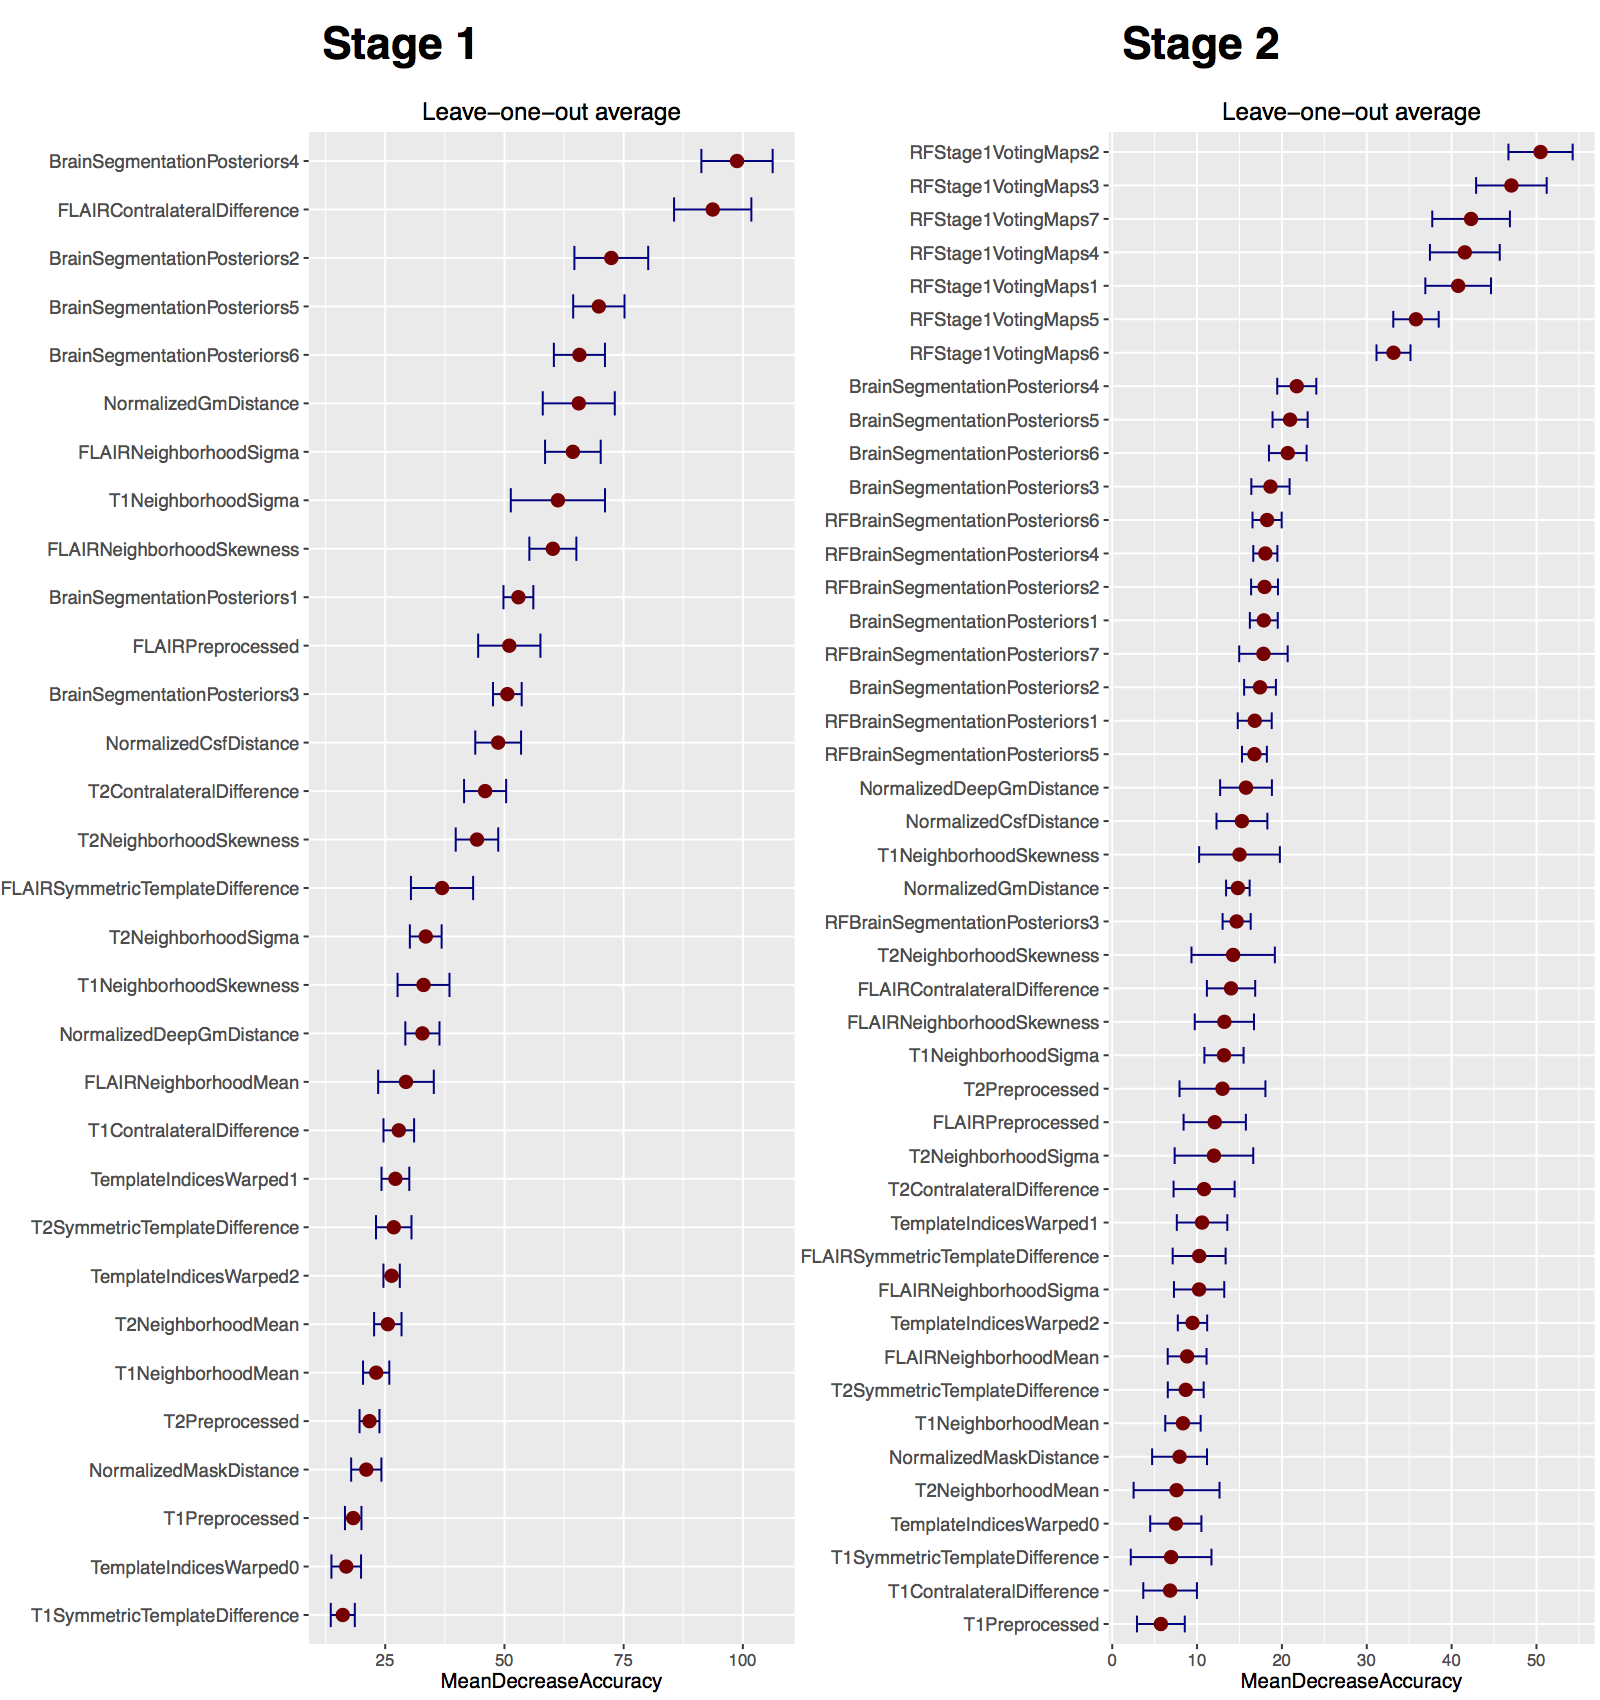 Stage 1
Leave−one−out average
BrainSegmentationPosteriors4
FLAIRContralateralDifference
BrainSegmentationPosteriors2
BrainSegmentationPosteriors5
BrainSegmentationPosteriors6
NormalizedGmDistance
FLAIRNeighborhoodSigma
T1NeighborhoodSigma
FLAIRNeighborhoodSkewness
BrainSegmentationPosteriors1
FLAIRPreprocessed
BrainSegmentationPosteriors3
NormalizedCsfDistance
T2ContralateralDifference
T2NeighborhoodSkewness
FLAIRSymmetricTemplateDifference
T2NeighborhoodSigma
T1NeighborhoodSkewness
NormalizedDeepGmDistance
FLAIRNeighborhoodMean
T1ContralateralDifference
TemplateIndicesWarped1
T2SymmetricTemplateDifference
TemplateIndicesWarped2
T2NeighborhoodMean
T1NeighborhoodMean
T2Preprocessed
NormalizedMaskDistance
T1Preprocessed
TemplateIndicesWarped0
T1SymmetricTemplateDifference
25 50 75 100
MeanDecreaseAccuracy
Stage 2
Leave−one−out average
RFStage1VotingMaps2
RFStage1VotingMaps3
RFStage1VotingMaps7
RFStage1VotingMaps4
RFStage1VotingMaps1
RFStage1VotingMaps5
RFStage1VotingMaps6
BrainSegmentationPosteriors4
BrainSegmentationPosteriors5
BrainSegmentationPosteriors6
BrainSegmentationPosteriors3
RFBrainSegmentationPosteriors6
RFBrainSegmentationPosteriors4
RFBrainSegmentationPosteriors2
BrainSegmentationPosteriors1
RFBrainSegmentationPosteriors7
BrainSegmentationPosteriors2
RFBrainSegmentationPosteriors1
RFBrainSegmentationPosteriors5
NormalizedDeepGmDistance
NormalizedCsfDistance
T1NeighborhoodSkewness
NormalizedGmDistance
RFBrainSegmentationPosteriors3
T2NeighborhoodSkewness
FLAIRContralateralDifference
FLAIRNeighborhoodSkewness
T1NeighborhoodSigma
T2Preprocessed
FLAIRPreprocessed
T2NeighborhoodSigma
T2ContralateralDifference
TemplateIndicesWarped1
FLAIRSymmetricTemplateDifference
FLAIRNeighborhoodSigma
TemplateIndicesWarped2
FLAIRNeighborhoodMean
T2SymmetricTemplateDifference
T1NeighborhoodMean
NormalizedMaskDistance
T2NeighborhoodMean
TemplateIndicesWarped0
T1SymmetricTemplateDifference
T1ContralateralDifference
T1Preprocessed
0 10 20 30 40 50
MeanDecreaseAccuracy